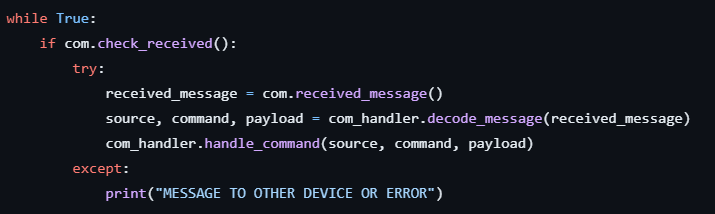 while True:
    if com.check_received():
        try:
            received_message = com.received_message()
            source, command, payload = com_handler.decode_message(received_message)
            com_handler.handle_command(source, command, payload)
        except:
            print("MESSAGE TO OTHER DEVICE OR ERROR")